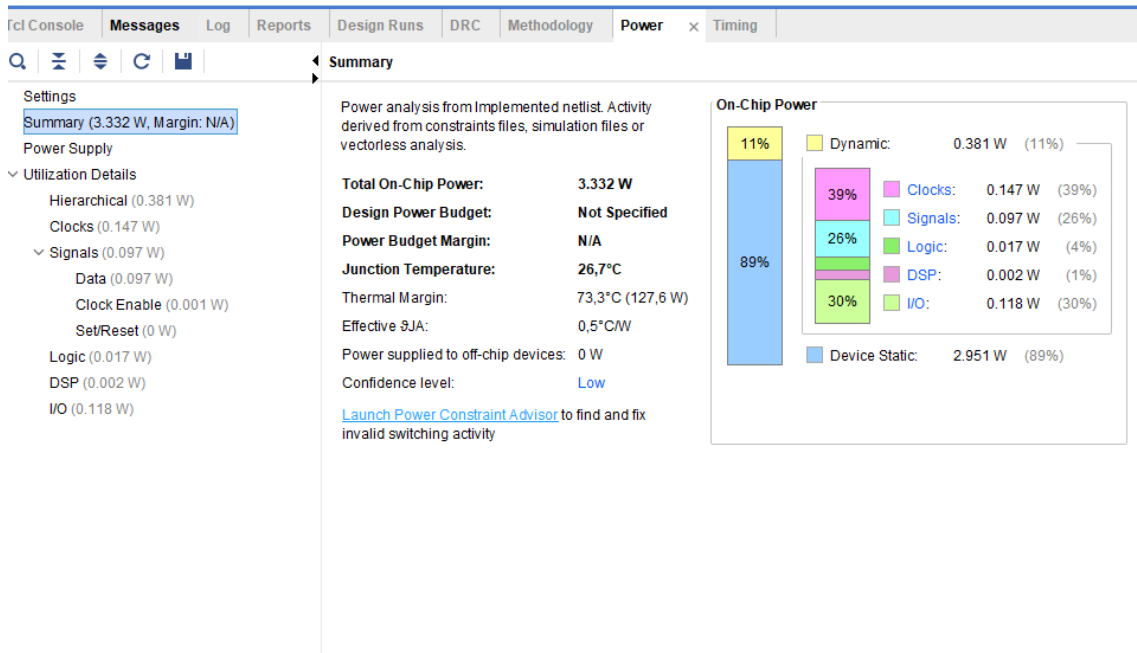 Tcl Console Messages Log Reports Design Runs DRC Methodology Power × Timing
Summary
Settings
Summary (3.332 W, Margin: N/A)
Power Supply
Utilization Details
Hierarchical (0.381 W)
Clocks (0.147 W)
Signals (0.097 W)
Data (0.097 W)
Clock Enable (0.001 W)
Set/Reset (0 W)
Logic (0.017 W)
DSP (0.002 W)
I/O (0.118 W)
Power analysis from Implemented netlist. Activity
derived from constraints files, simulation files or
vectorless analysis.
Total On-Chip Power: 3.332 W
Design Power Budget: Not Specified
Power Budget Margin: N/A
Junction Temperature: 26,7°C
Thermal Margin: 73,3°C (127,6 W)
Effective ϑJA: 0,5°C/W
Power supplied to off-chip devices: 0 W
Confidence level: Low
Launch Power Constraint Advisor to find and fix
invalid switching activity
On-Chip Power
11%
89%
Dynamic: 0.381 W (11%)
39%
26%
30%
Clocks: 0.147 W (39%)
Signals: 0.097 W (26%)
Logic: 0.017 W (4%)
DSP: 0.002 W (1%)
I/O: 0.118 W (30%)
Device Static: 2.951 W (89%)